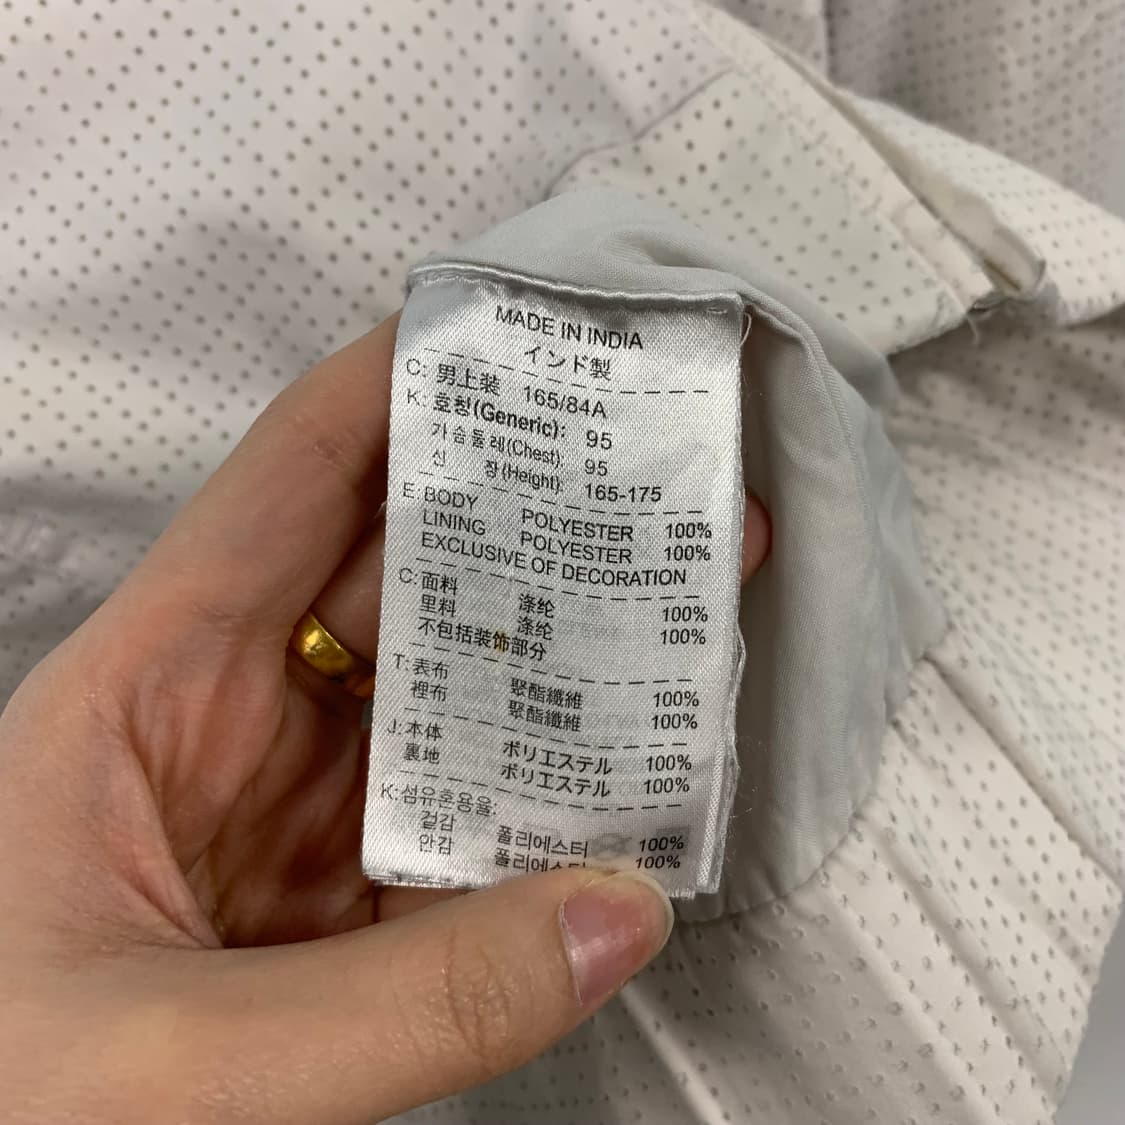 MADE IN INDIA
インド製
C: 男上装 165/84A
K: 호칭(Generic): 95
가슴둘레(Chest): 95
신 장(Height): 165-175
E: BODY POLYESTER 100%
LINING POLYESTER 100%
EXCLUSIVE OF DECORATION
C: 面料 涤纶 100%
里料 涤纶 100%
不包括装饰部分
T: 表布 聚酯纖維 100%
裡布 聚酯纖維 100%
J: 本体 ポリエステル 100%
裏地 ポリエステル 100%
K: 섬유혼용율:
겉감 폴리에스터 100%
안감 폴리에스터 100%